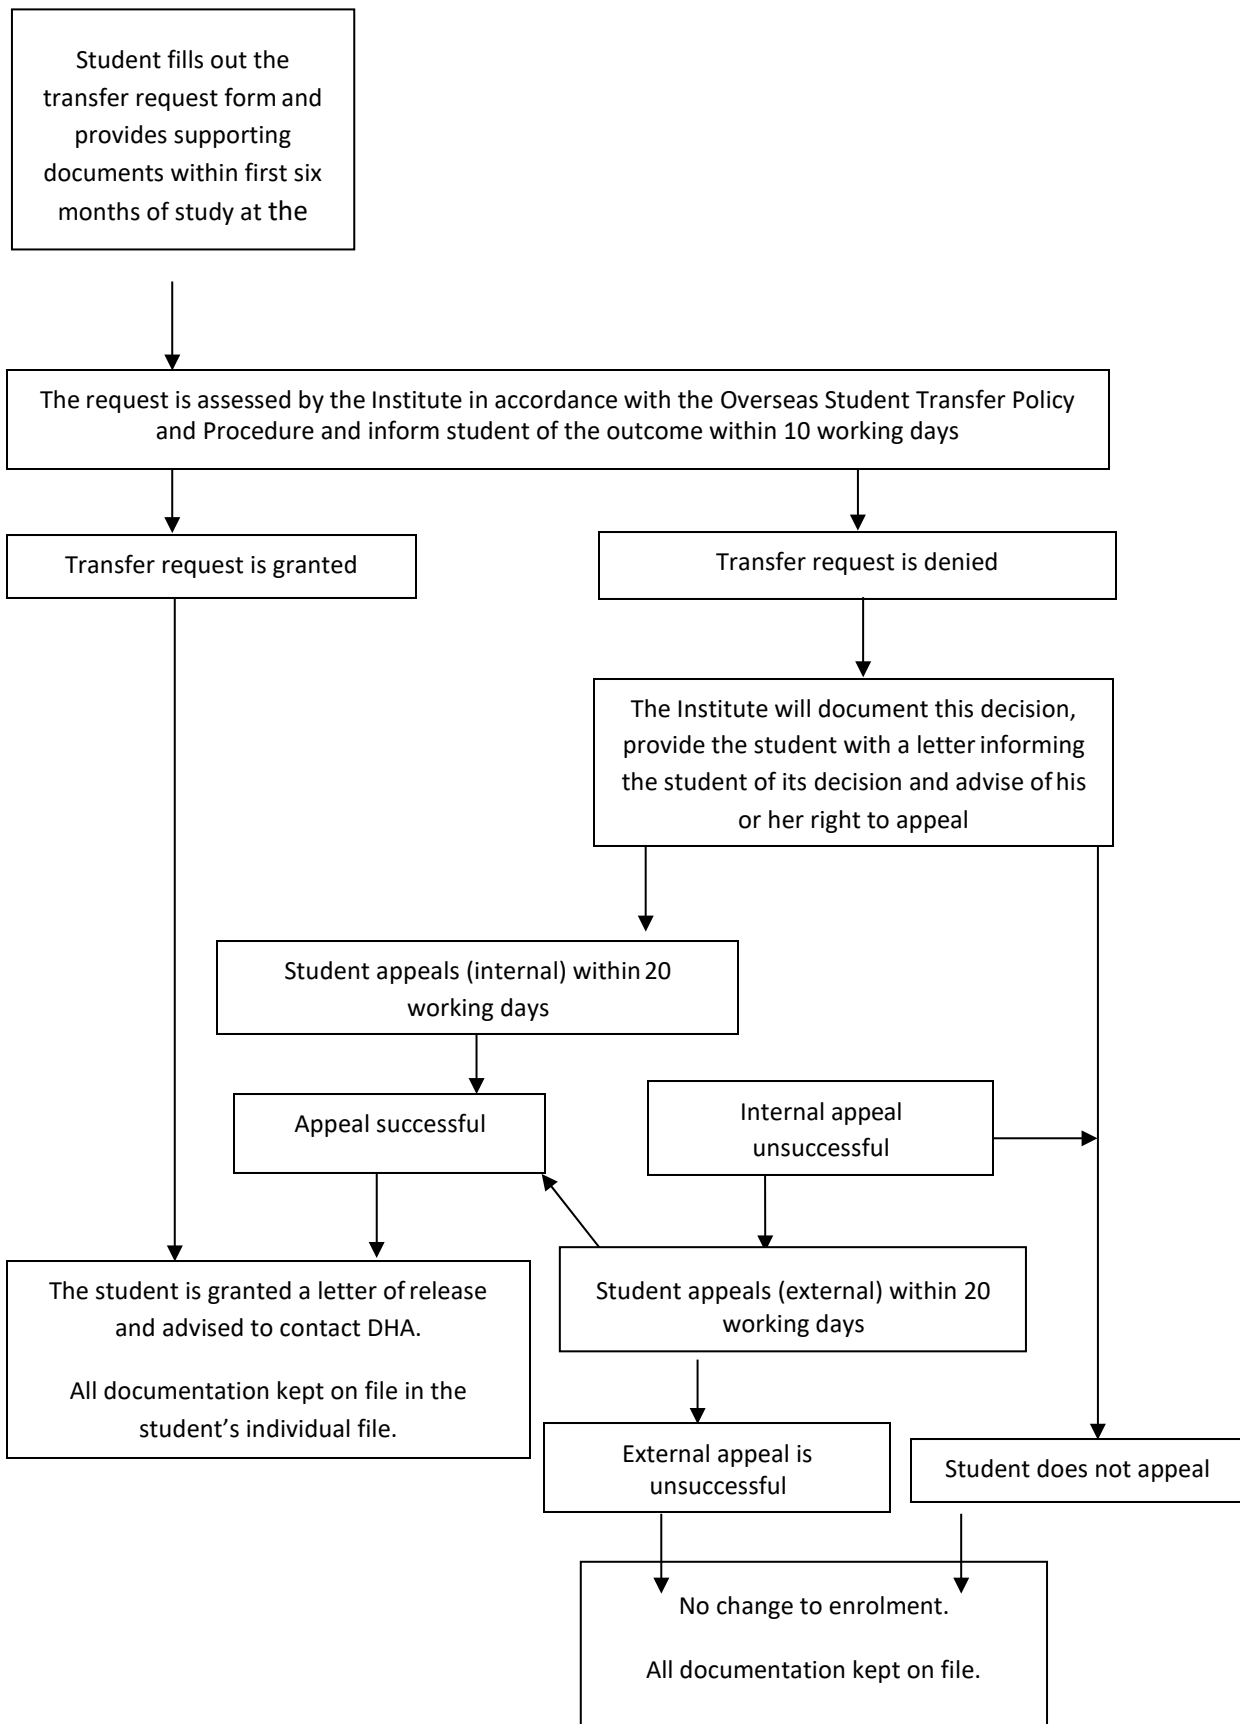 Student fills out the
transfer request form and
provides supporting
documents within first six
months of study at the
The request is assessed by the Institute in accordance with the Overseas Student Transfer Policy
and Procedure and inform student of the outcome within 10 working days
Transfer request is granted
Transfer request is denied
The Institute will document this decision,
provide the student with a letter informing
the student of its decision and advise of his
or her right to appeal
Student appeals (internal) within 20
working days
Appeal successful
Internal appeal
unsuccessful
The student is granted a letter of release
and advised to contact DHA.
All documentation kept on file in the
student’s individual file.
Student appeals (external) within 20
working days
External appeal is
unsuccessful
Student does not appeal
No change to enrolment.
All documentation kept on file.